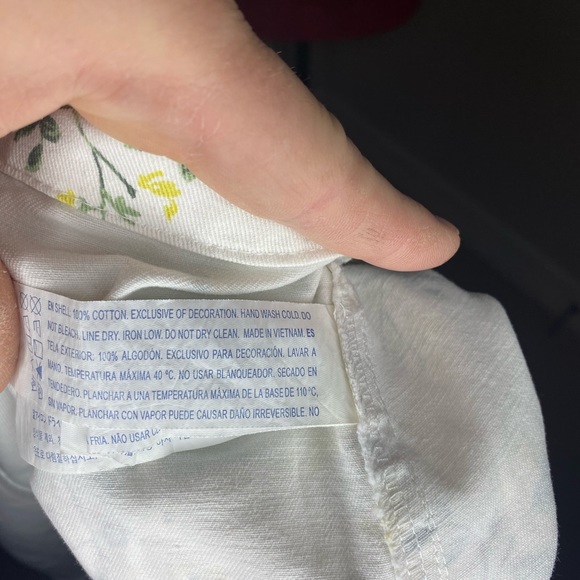 EN SHELL: 100% COTTON. EXCLUSIVE OF DECORATION. HAND WASH COLD. DO
NOT BLEACH. LINE DRY. IRON LOW. DO NOT DRY CLEAN. MADE IN VIETNAM. ES
TELA EXTERIOR: 100% ALGODÓN. EXCLUSIVO PARA DECORACIÓN. LAVAR A
MANO. TEMPERATURA MÁXIMA 40 ºC. NO USAR BLANQUEADOR. SECADO EN
TENDEDERO. PLANCHAR A UNA TEMPERATURA MÁXIMA DE LA BASE DE 110 °C,
SIN VAPOR. PLANCHAR CON VAPOR PUEDE CAUSAR DAÑO IRREVERSIBLE. NO
FRIA. NÃO USAR